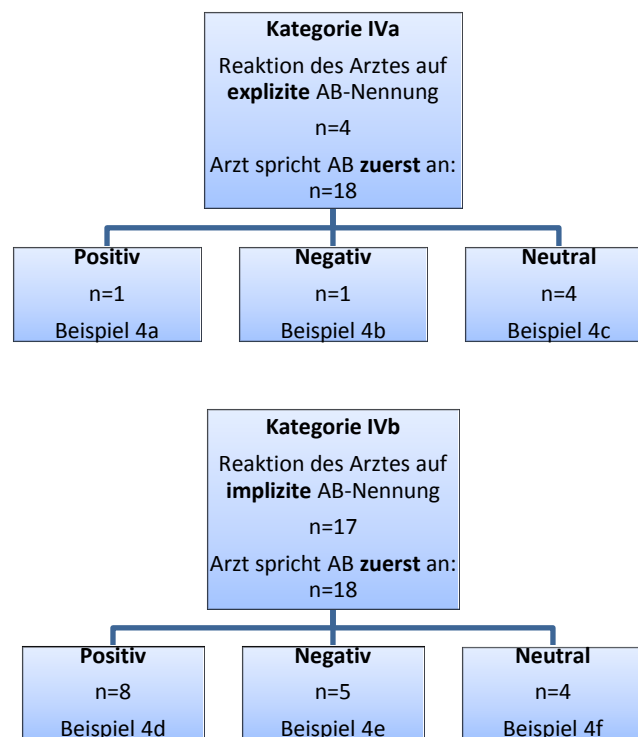 Kategorie IVa
Reaktion des Arztes auf
explizite AB-Nennung
n=4
Arzt spricht AB zuerst an:
n=18
Positiv
n=1
Beispiel 4a
Negativ
n=1
Beispiel 4b
Neutral
n=4
Beispiel 4c
Kategorie IVb
Reaktion des Arztes auf
implizite AB-Nennung
n=17
Arzt spricht AB zuerst an:
n=18
Positiv
n=8
Beispiel 4d
Negativ
n=5
Beispiel 4e
Neutral
n=4
Beispiel 4f